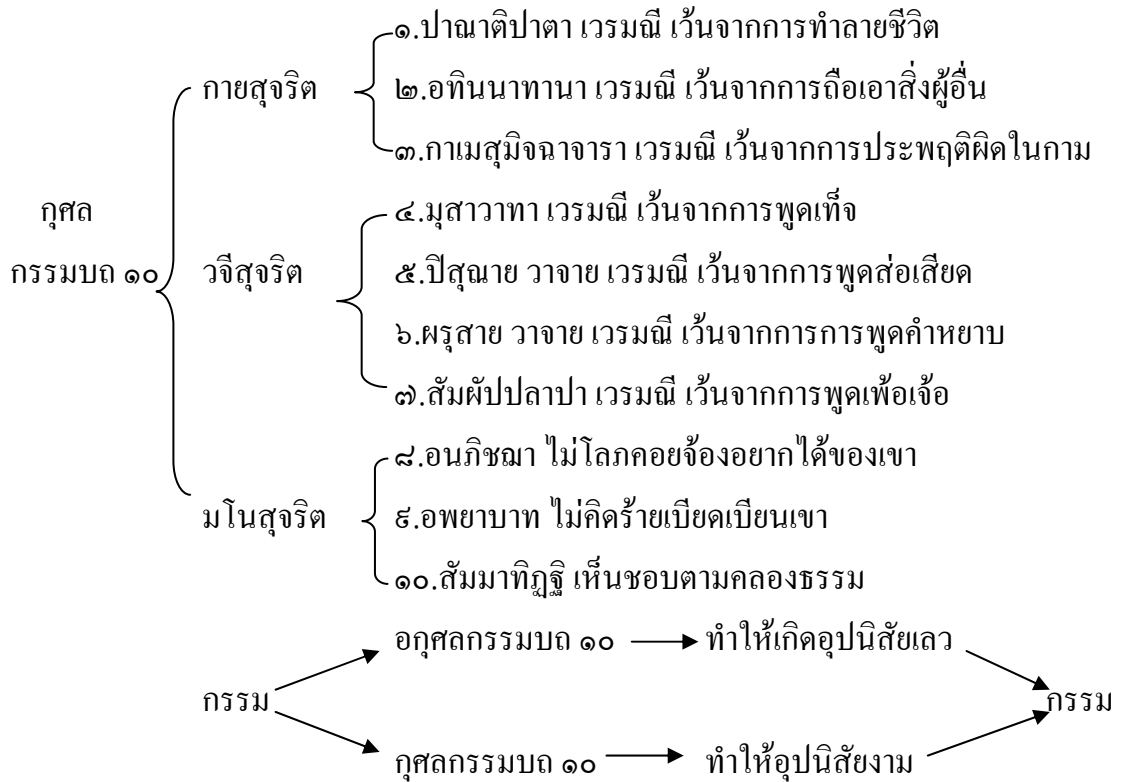 ๑.ปาณาติปาตา เวรมณี เว้นจากการทำลายชีวิต
กายสุจริต ๒.อทินนาทานา เวรมณี เว้นจากการถือเอาสิ่งผู้อื่น
๓.กาเมสุมิจฉาจารา เวรมณี เว้นจากการประพฤติผิดในกาม
กุศล ๔.มุสาวาทา เวรมณี เว้นจากการพูดเท็จ
กรรมบถ ๑๐ วจีสุจริต ๕.ปิสุณาย วาจาย เวรมณี เว้นจากการพูดส่อเสียด
๖.ผรุสาย วาจาย เวรมณี เว้นจากการการพูดคำหยาบ
๗.สัมผัปปลาปา เวรมณี เว้นจากการพูดเพ้อเจ้อ
๘.อนภิชฌา ไม่โลภคอยจ้องอยากได้ของเขา
มโนสุจริต ๙.อพยาบาท ไม่คิดร้ายเบียดเบียนเขา
๑๐.สัมมาทิฏฐิ เห็นชอบตามคลองธรรม
อกุศลกรรมบถ ๑๐ ทำให้เกิดอุปนิสัยเลว
กรรม กรรม
กุศลกรรมบถ ๑๐ ทำให้อุปนิสัยงาม